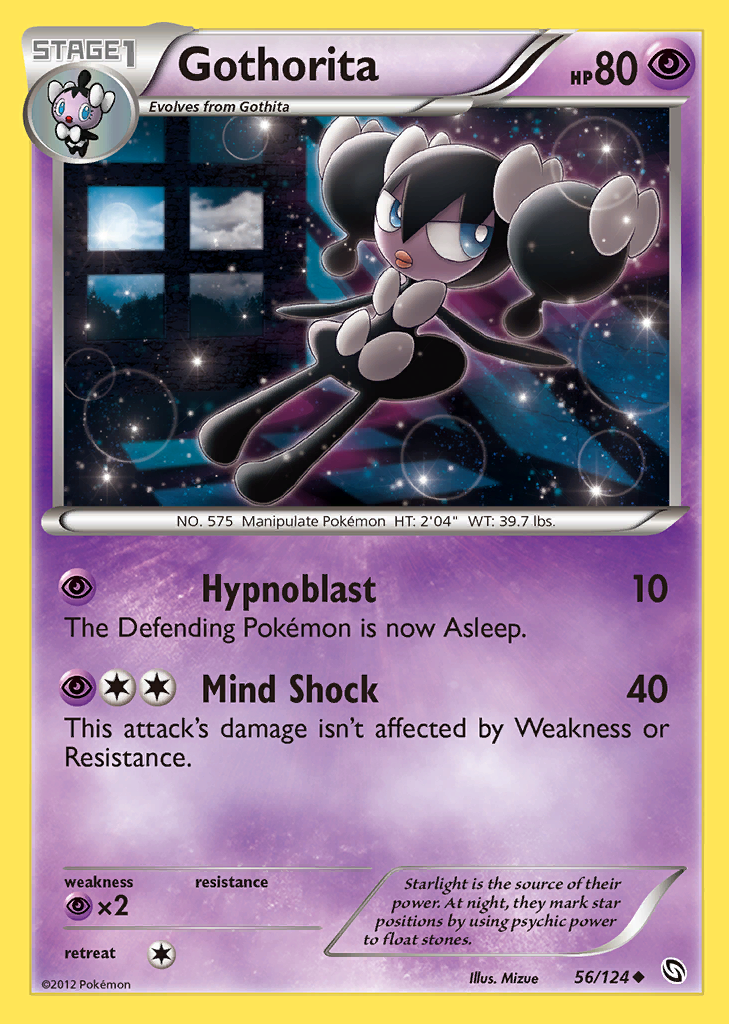 STAGE1
Gothorita
HP80
Evolves from Gothita
NO. 575 Manipulate Pokémon HT: 2'04" WT: 39.7 lbs.
Hypnoblast 10
The Defending Pokémon is now Asleep.
Mind Shock 40
This attack's damage isn't affected by Weakness or
Resistance.
weakness resistance
×2
Starlight is the source of their
power. At night, they mark star
positions by using psychic power
to float stones.
retreat
©2012 Pokémon
Illus. Mizue 56/124